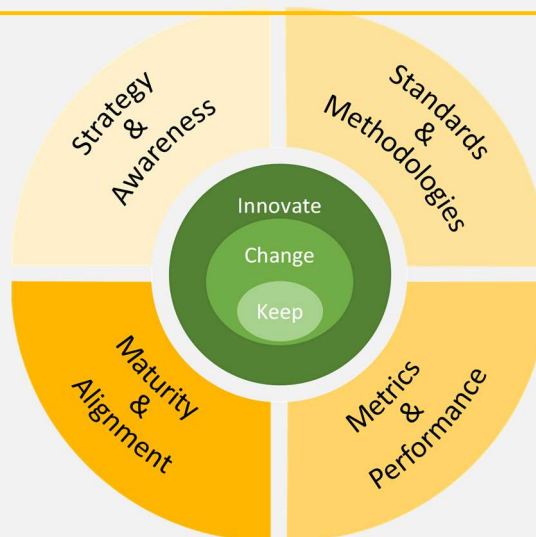 Strategy
&
Awareness
Standards
&
Methodologies
Innovate
Change
Keep
Maturity
&
Alignment
Metrics
&
Performance